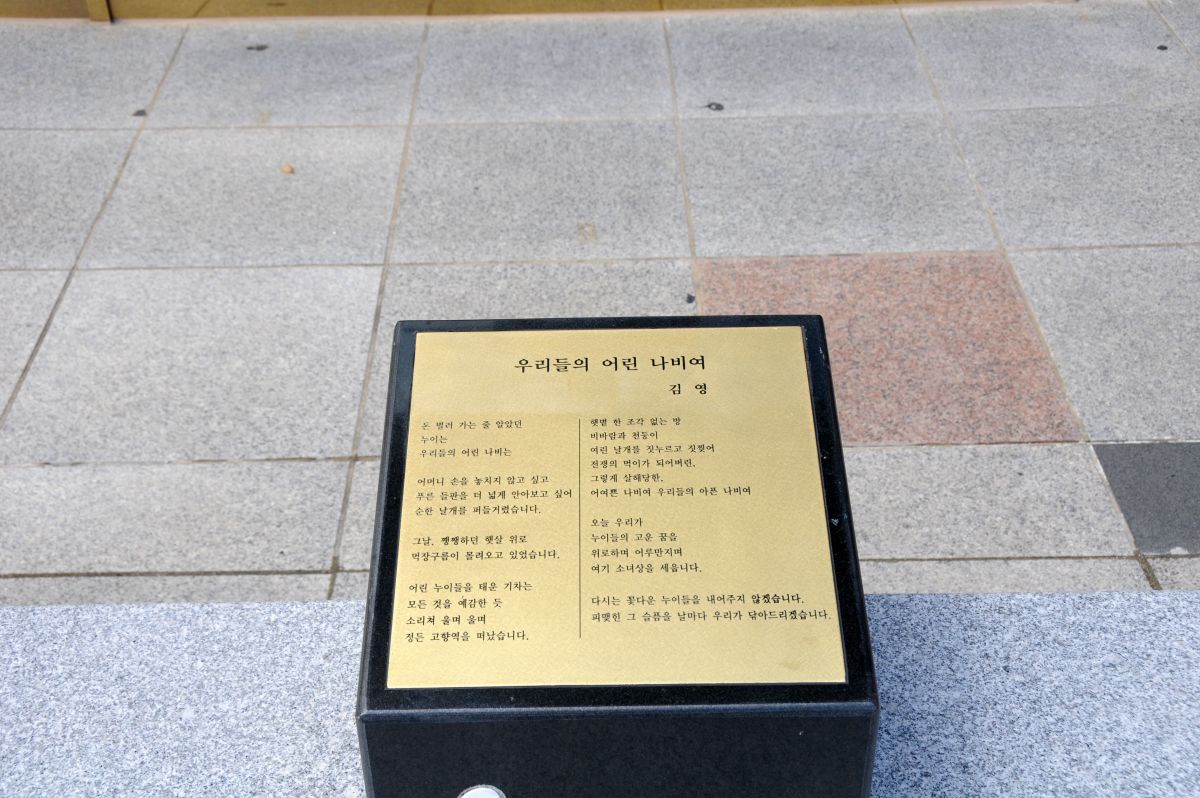 우리들의 어린 나비여
김 영
돈 벌러 가는 줄 알았던
누이는
우리들의 어린 나비는
어머니 손을 놓치지 않고 싶고
푸른 들판을 더 넓게 안아보고 싶어
순한 날개를 퍼들거렸습니다.
그날, 쨍쨍하던 햇살 위로
먹장구름이 몰려오고 있었습니다.
어린 누이들을 태운 기차는
모든 것을 예감한 듯
소리쳐 울며 울며
정든 고향역을 떠났습니다.
햇볕 한 조각 없는 방
비바람과 천둥이
여린 날개를 짓누르고 짓찢어
전쟁의 먹이가 되어버린,
그렇게 살해당한,
어여쁜 나비여 우리들의 아픈 나비여
오늘 우리가
누이들의 고운 꿈을
위로하며 어루만지며
여기 소녀상을 세웁니다.
다시는 꽃다운 누이들을 내어주지 않겠습니다.
피맺힌 그 슬픔을 날마다 우리가 닦아드리겠습니다.